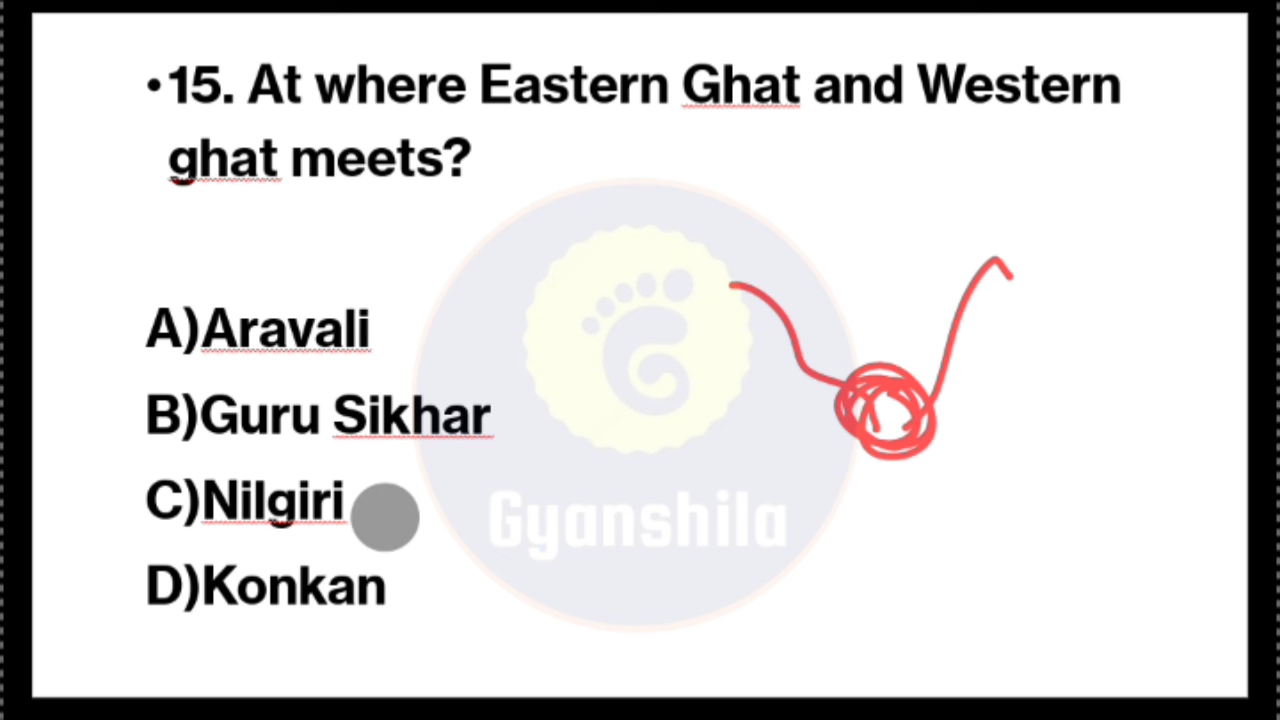 •15. At where Eastern Ghat and Western
ghat meets?
A)Aravali
B)Guru Sikhar
C)Nilgiri
D)Konkan
Gyanshila